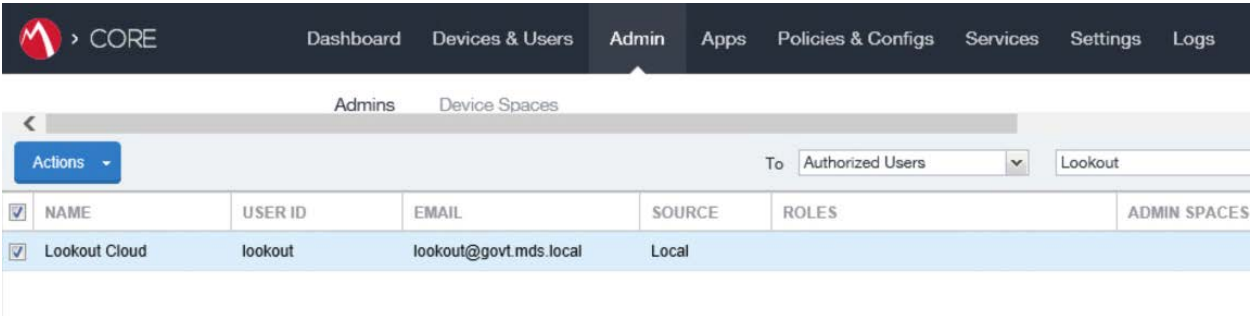 › CORE Dashboard Devices & Users Admin Apps Policies & Configs Services Settings Logs
Admins Device Spaces
Actions To Authorized Users Lookout
NAME USER ID EMAIL SOURCE ROLES ADMIN SPACES
Lookout Cloud lookout lookout@govt.mds.local Local